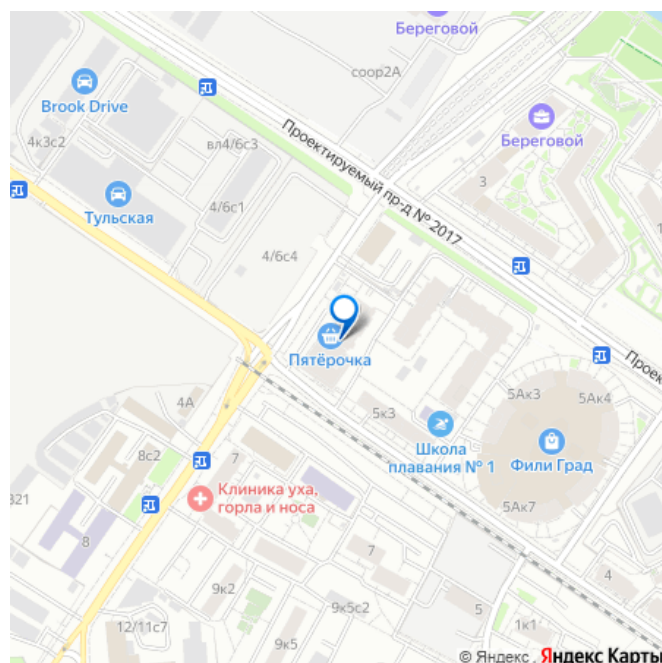 Береговой
соор2А
Brook Drive
4к3с2
вл4/6с3
Проектируемый пр-д № 2017
Береговой
3
Тульская
4/6с1
4/6с4
Пятёрочка
Проек
5Ак3
5Ак4
4А
5к3
Школа
плавания № 1
Фили Град
8с2
7
Клиника уха,
горла и носа
321
5Ак7
8
7
4
9к2
9к5с2
5
1к1
12/11с7
9к5
© Яндекс Яндекс Карты